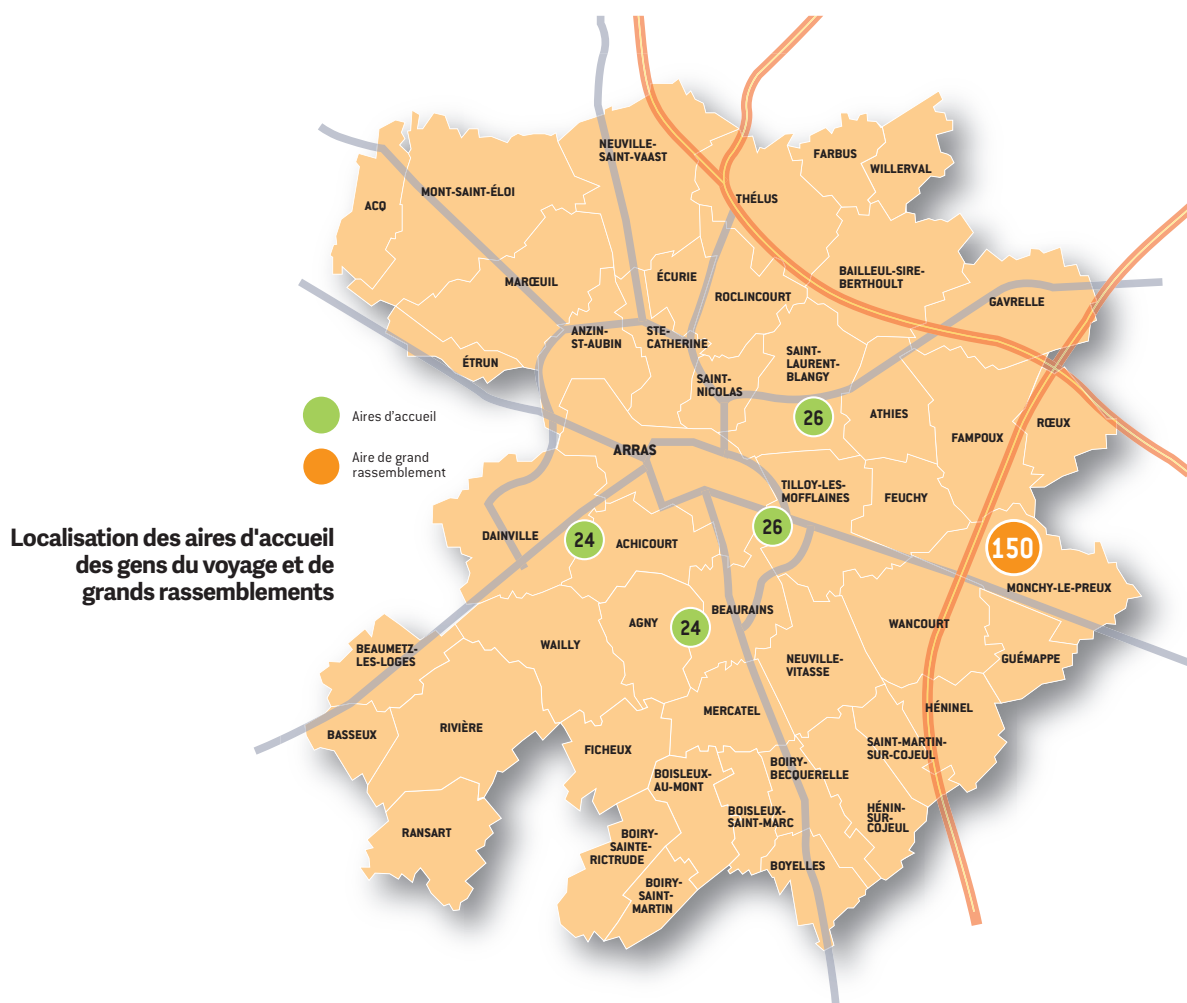 NEUVILLE-
SAINT-VAAST
FARBUS
WILLERVAL
MONT-SAINT-ÉLOI
THÉLUS
ACQ
ÉCURIE
BAILLEUL-SIRE-
BERTHOULT
MARŒUIL
ROCLINCOURT
GAVRELLE
ANZIN-
ST-AUBIN
STE-
CATHERINE
SAINT-
LAURENT-
BLANGY
ÉTRUN
SAINT-
NICOLAS
Aires d'accueil
26
ATHIES
RŒUX
FAMPOUX
ARRAS
Aire de grand
rassemblement
TILLOY-LES-
MOFFLAINES
FEUCHY
Localisation des aires d'accueil
des gens du voyage et de
grands rassemblements
DAINVILLE
24
ACHICOURT
26
150
MONCHY-LE-PREUX
BEAURAINS
AGNY
24
WANCOURT
WAILLY
BEAUMETZ-
LES-LOGES
NEUVILLE-
VITASSE
GUÉMAPPE
MERCATEL
HÉNINEL
BASSEUX
RIVIÈRE
FICHEUX
SAINT-MARTIN-
SUR-COJEUL
BOISLEUX-
AU-MONT
BOIRY-
BECQUERELLE
BOISLEUX-
SAINT-MARC
HÉNIN-
SUR-
COJEUL
RANSART
BOIRY-
SAINTE-
RICTRUDE
BOYELLES
BOIRY-
SAINT-
MARTIN